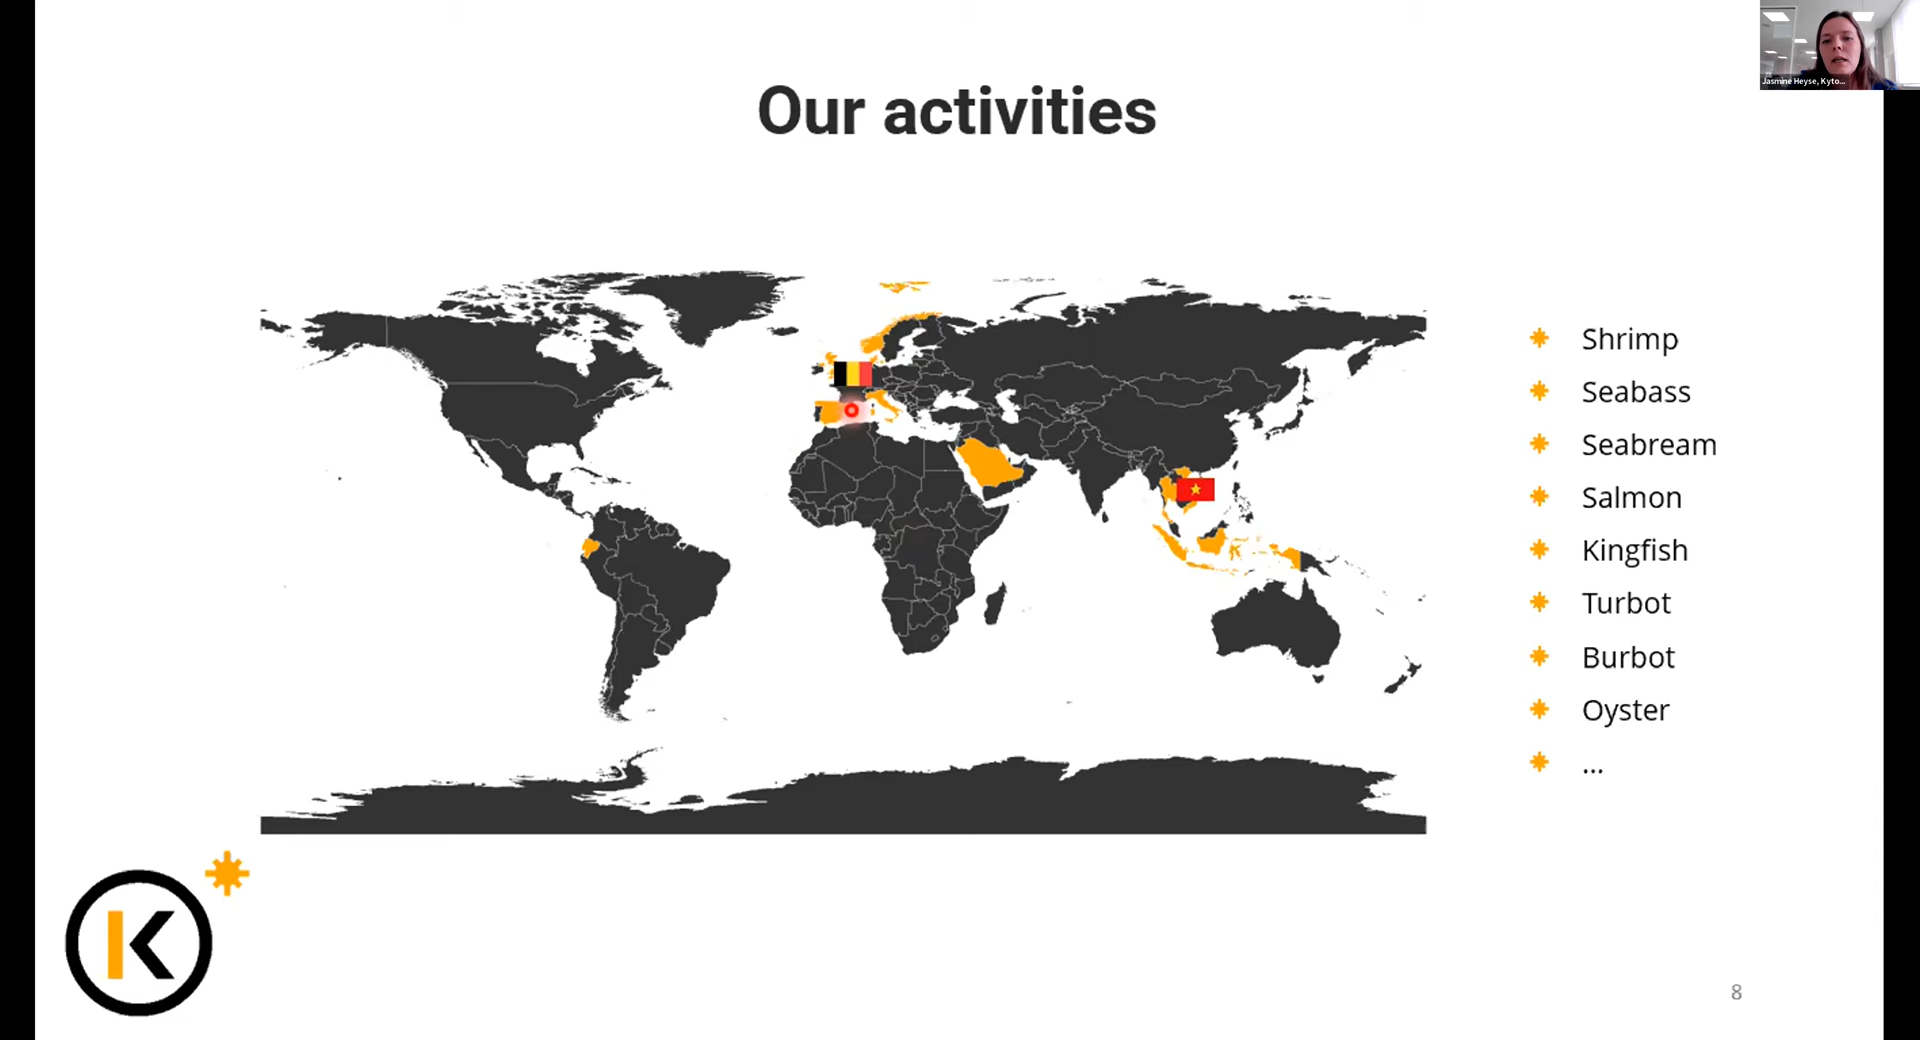 Jasmine Heyse, Kyto...
Our activities
Shrimp
Seabass
Seabream
Salmon
Kingfish
Turbot
Burbot
Oyster
...
K
8